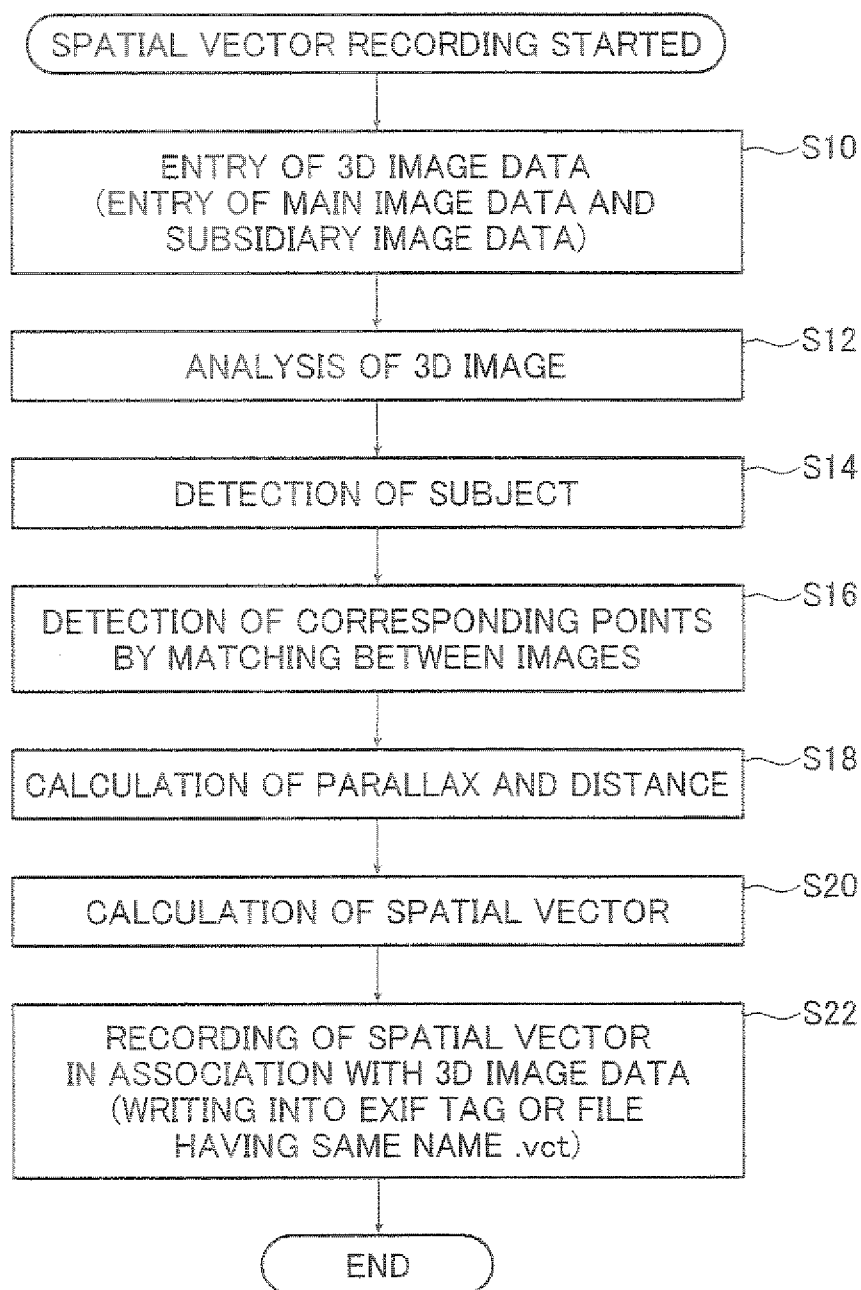 SPATIAL VECTOR RECORDING STARTED
S10
ENTRY OF 3D IMAGE DATA
(ENTRY OF MAIN IMAGE DATA AND
SUBSIDIARY IMAGE DATA)
S12
ANALYSIS OF 3D IMAGE
S14
DETECTION OF SUBJECT
S16
DETECTION OF CORRESPONDING POINTS
BY MATCHING BETWEEN IMAGES
S18
CALCULATION OF PARALLAX AND DISTANCE
S20
CALCULATION OF SPATIAL VECTOR
S22
RECORDING OF SPATIAL VECTOR
IN ASSOCIATION WITH 3D IMAGE DATA
(WRITING INTO EXIF TAG OR FILE
HAVING SAME NAME .vct)
END